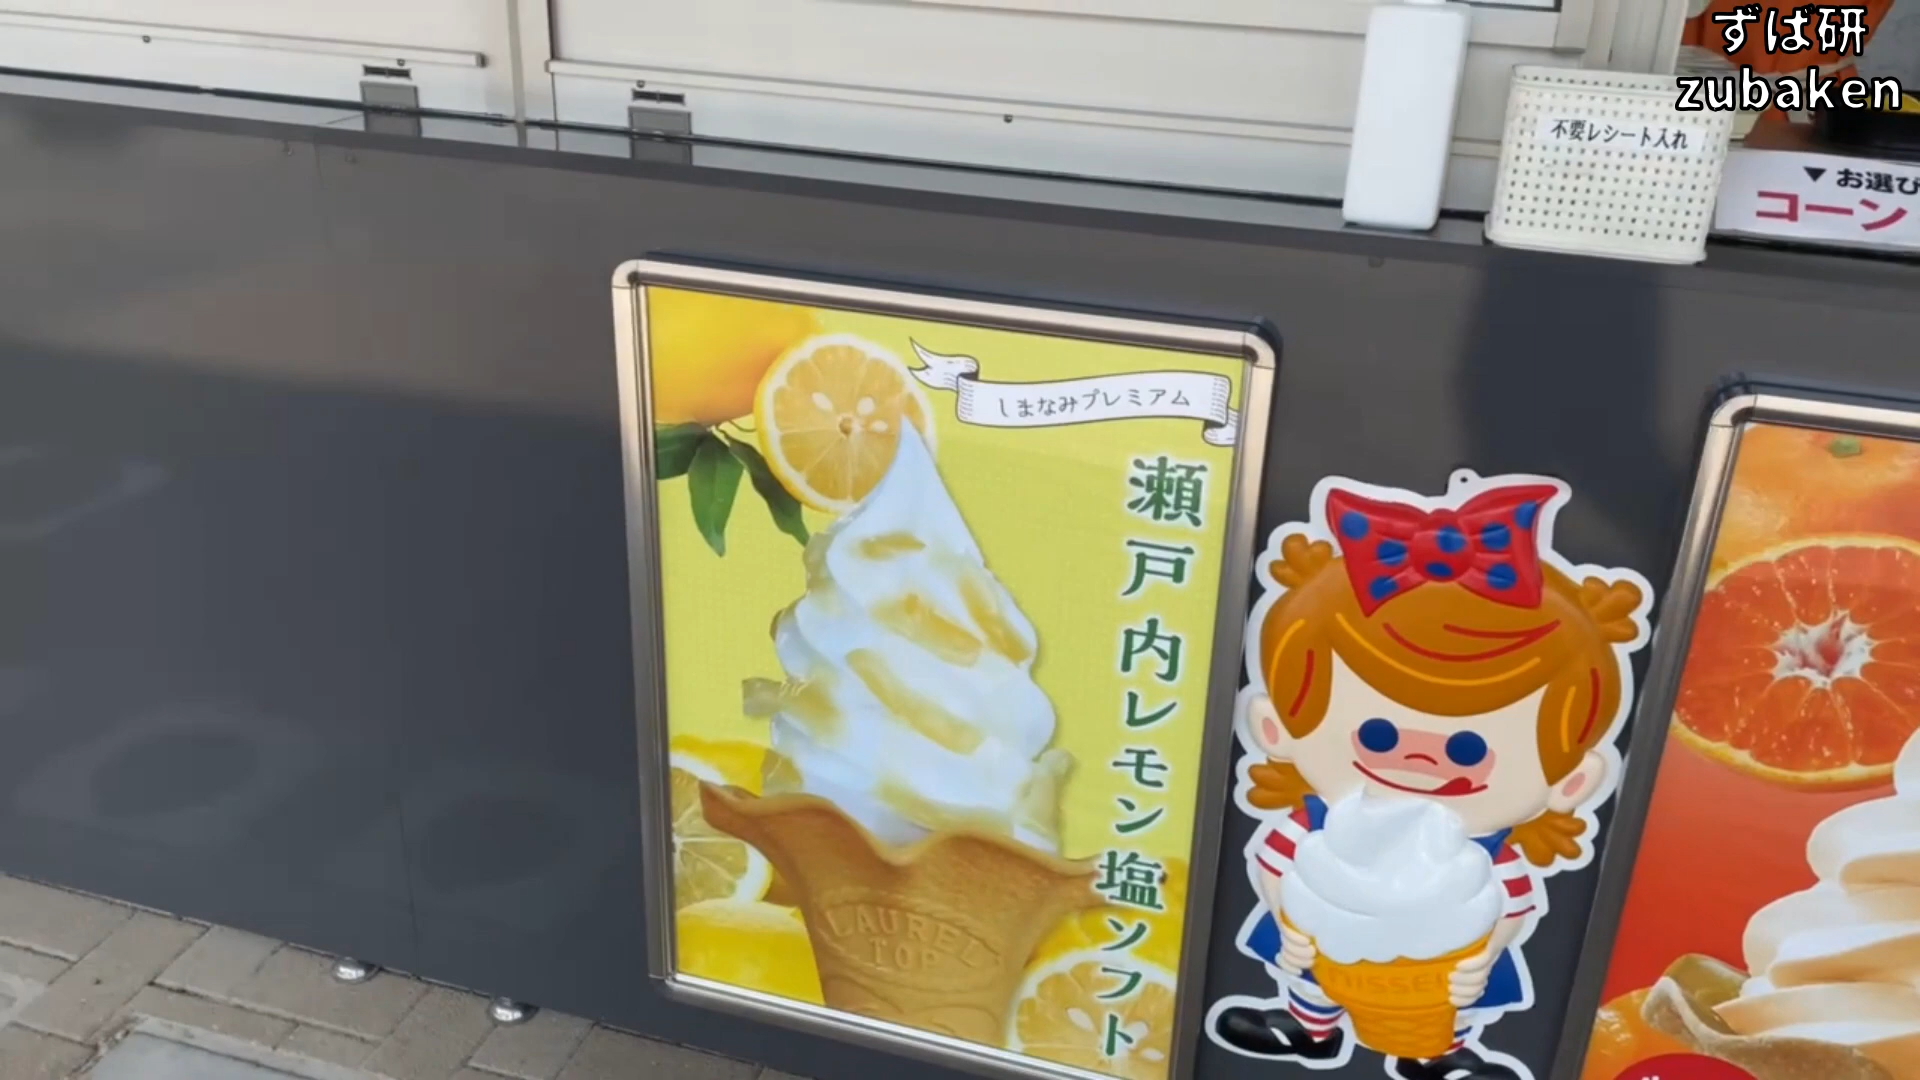 ずば研
zubaken
不要レシート入れ
▼お選び
コーン
しまなみプレミアム
瀬戸内レモン塩ソフト
LAUREL
TOP
NISSEI